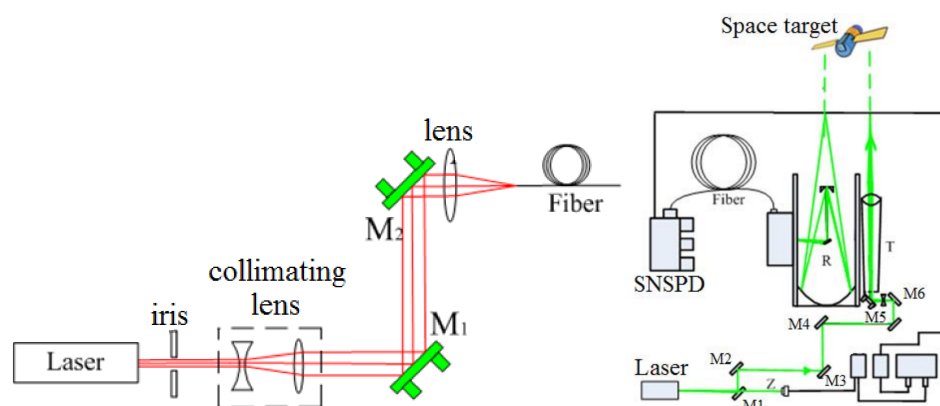 Laser
iris
collimating
lens
M1
M2
lens
Fiber
Space target
Fiber
SNSPD
R
T
M6
M5
M4
M3
M2
Laser
Z
M1